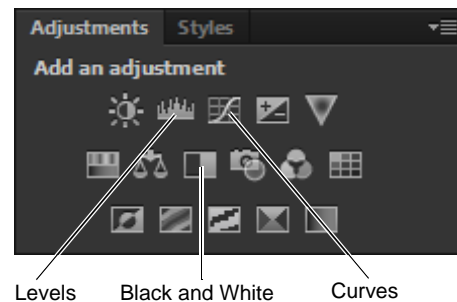 Adjustments Styles
Add an adjustment
Levels Black and White Curves